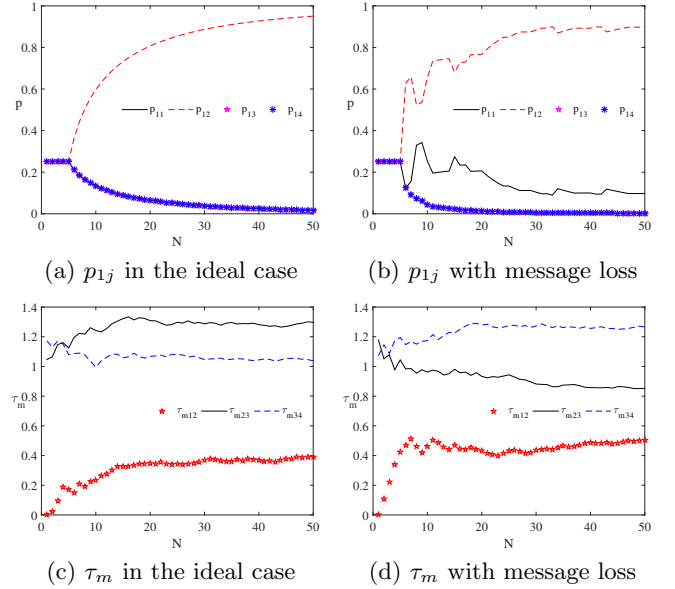 1
0.8
0.6
p
0.4
0.2
0
p11 p12 p13 p14
0 10 20 30 40 50
N
(a) p1j in the ideal case
1
0.8
0.6
p
0.4
0.2
0
p11 p12 p13 p14
0 10 20 30 40 50
N
(b) p1j with message loss
1.4
1.2
1
0.8
τm
0.6
0.4
0.2
0
τm12 τm23 τm34
0 10 20 30 40 50
N
(c) τm in the ideal case
1.4
1.2
1
0.8
τm
0.6
0.4
0.2
0
τm12 τm23 τm34
0 10 20 30 40 50
N
(d) τm with message loss